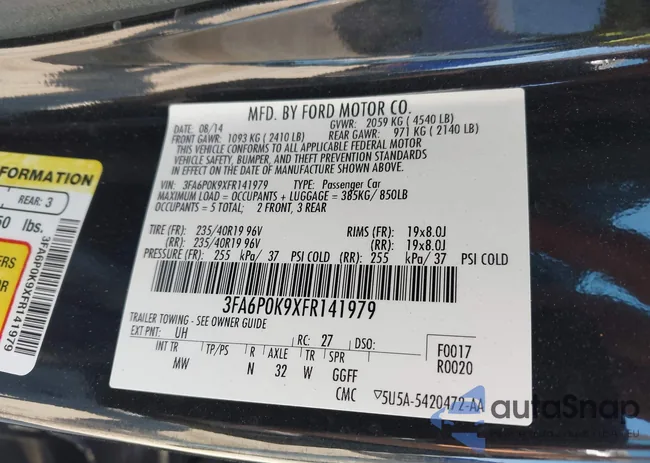 MFD. BY FORD MOTOR CO.
DATE: 08/14 GVWR: 2059 KG ( 4540 LB)
FRONT GAWR: 1093 KG ( 2410 LB) REAR GAWR: 971 KG ( 2140 LB)
THIS VEHICLE CONFORMS TO ALL APPLICABLE FEDERAL MOTOR
VEHICLE SAFETY, BUMPER, AND THEFT PREVENTION STANDARDS
IN EFFECT ON THE DATE OF MANUFACTURE SHOWN ABOVE.
VIN: 3FA6P0K9XFR141979 TYPE: Passenger Car
MAXIMUM LOAD = OCCUPANTS + LUGGAGE = 385KG/ 850LB
OCCUPANTS = 5 TOTAL; 2 FRONT, 3 REAR
TIRE (FR): 235/40R19 96V RIMS (FR): 19x8.0J
(RR): 235/40R19 96V (RR): 19x8.0J
PRESSURE (FR): 255 kPa/ 37 PSI COLD (RR): 255 kPa/ 37 PSI COLD
3FA6P0K9XFR141979
TRAILER TOWING - SEE OWNER GUIDE
EXT PNT: UH RC: 27 DSO: F0017
INT TR TP/PS R AXLE TR SPR R0020
MW N 32 W GGFF
CMC ▽5U5A-5420472-AA
FORMATION
REAR: 3
50 lbs.
3FA6P0K9XFR141979
autoSnap